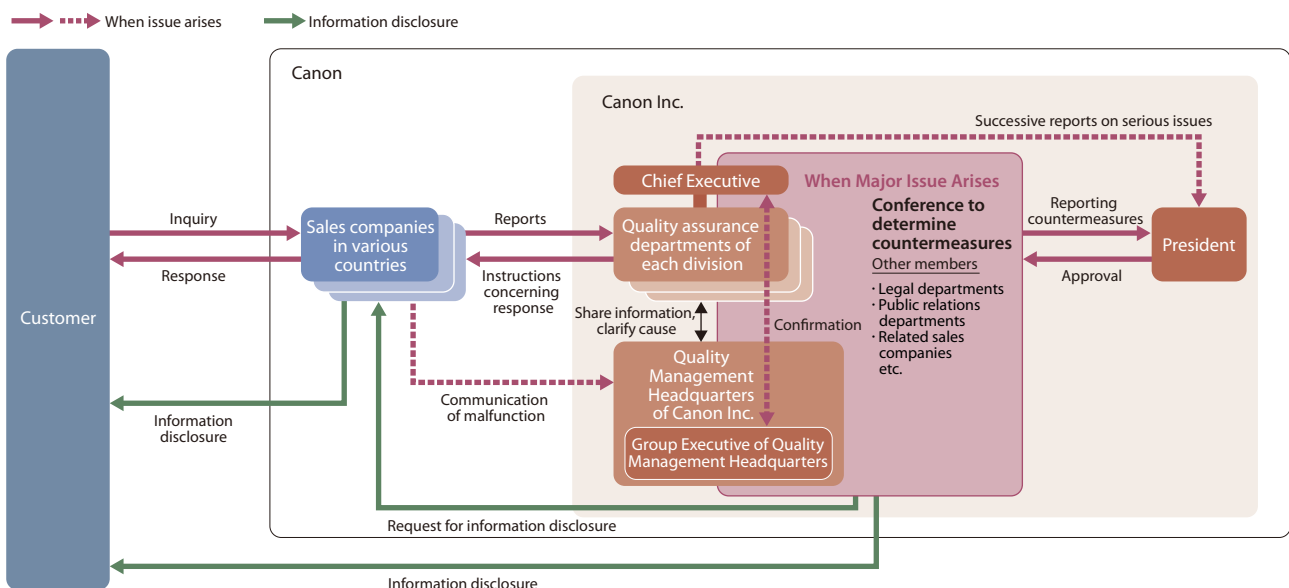 When issue arises
Information disclosure
Canon
Canon Inc.
Successive reports on serious issues
Chief Executive
When Major Issue Arises
Conference to
determine
countermeasures
Other members
· Legal departments
· Public relations
departments
· Related sales
companies
etc.
Reporting
countermeasures
President
Approval
Inquiry
Response
Sales companies
in various
countries
Reports
Instructions
concerning
response
Quality assurance
departments of
each division
Customer
Share information,
clarify cause
Confirmation
Quality
Management
Headquarters
of Canon Inc.
Communication
of malfunction
Information
disclosure
Group Executive of Quality
Management Headquarters
Request for information disclosure
Information disclosure